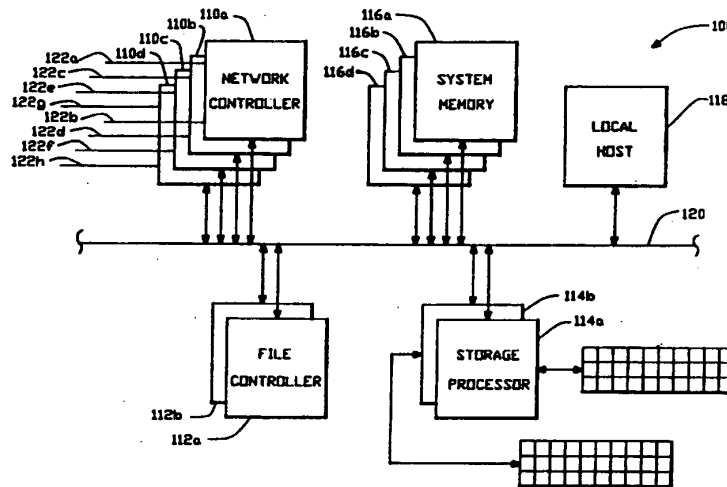 110a
110b
110c
110d
122a
122c
122e
122g
122b
122d
122f
122h
NETWORK
CONTROLLER
116a
116b
116c
116d
SYSTEM
MEMORY
118
LOCAL
HOST
120
FILE
CONTROLLER
112b
112a
114b
114a
STORAGE
PROCESSOR